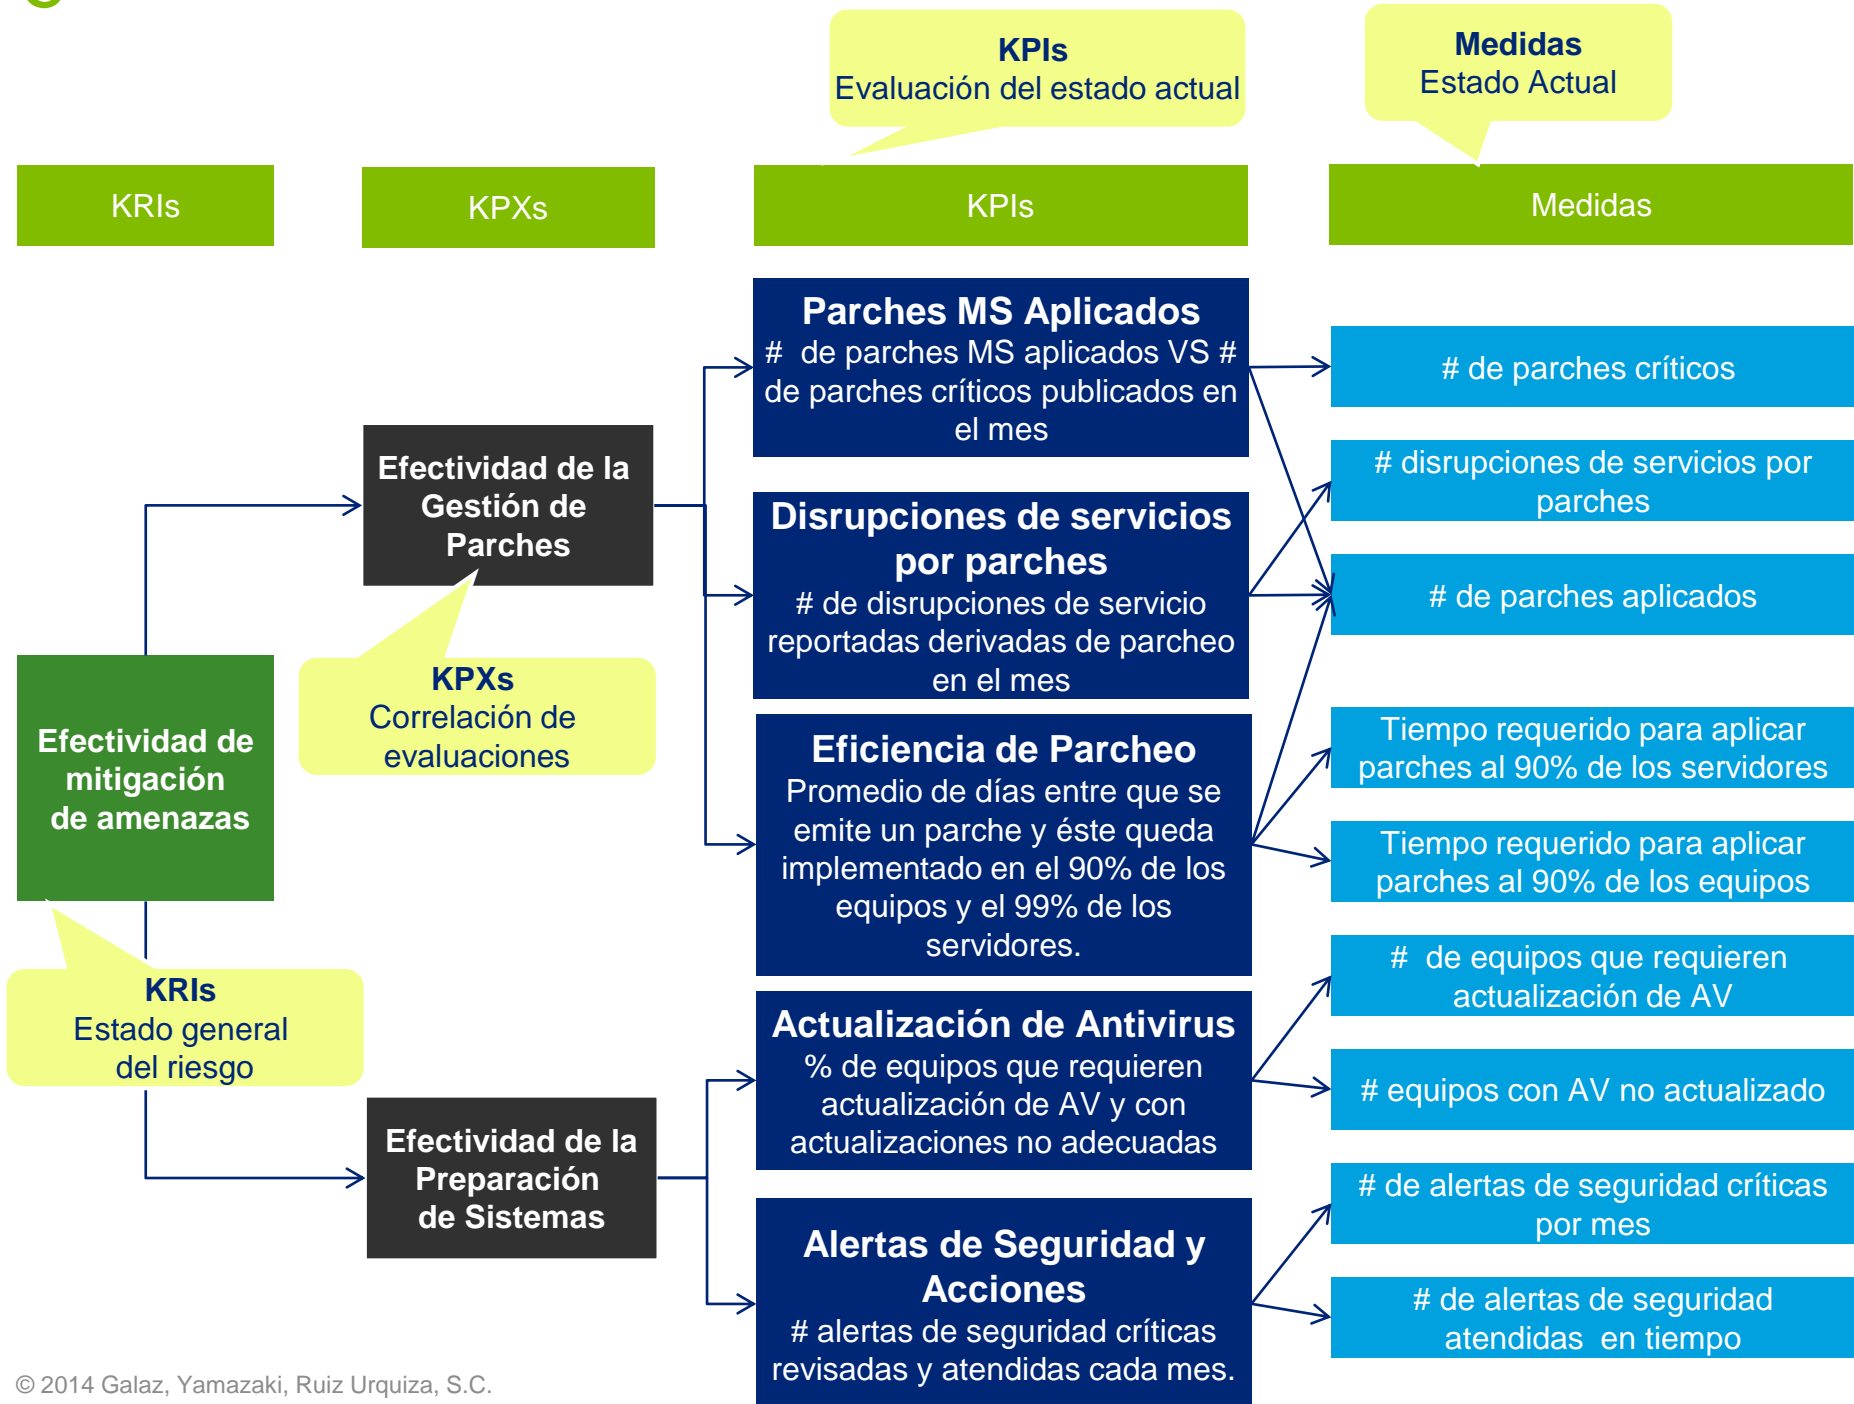 KPIs
Evaluación del estado actual
Medidas
Estado Actual
KRIs
KPXs
KPIs
Medidas
Efectividad de
mitigación
de amenazas
KRIs
Estado general
del riesgo
Efectividad de la
Gestión de
Parches
KPXs
Correlación de
evaluaciones
Efectividad de la
Preparación
de Sistemas
Parches MS Aplicados
# de parches MS aplicados VS #
de parches críticos publicados en
el mes
Disrupciones de servicios
por parches
# de disrupciones de servicio
reportadas derivadas de parcheo
en el mes
Eficiencia de Parcheo
Promedio de días entre que se
emite un parche y éste queda
implementado en el 90% de los
equipos y el 99% de los
servidores.
Actualización de Antivirus
% de equipos que requieren
actualización de AV y con
actualizaciones no adecuadas
Alertas de Seguridad y
Acciones
# alertas de seguridad críticas
revisadas y atendidas cada mes.
# de parches críticos
# disrupciones de servicios por
parches
# de parches aplicados
Tiempo requerido para aplicar
parches al 90% de los servidores
Tiempo requerido para aplicar
parches al 90% de los equipos
# de equipos que requieren
actualización de AV
# equipos con AV no actualizado
# de alertas de seguridad críticas
por mes
# de alertas de seguridad
atendidas en tiempo
© 2014 Galaz, Yamazaki, Ruiz Urquiza, S.C.